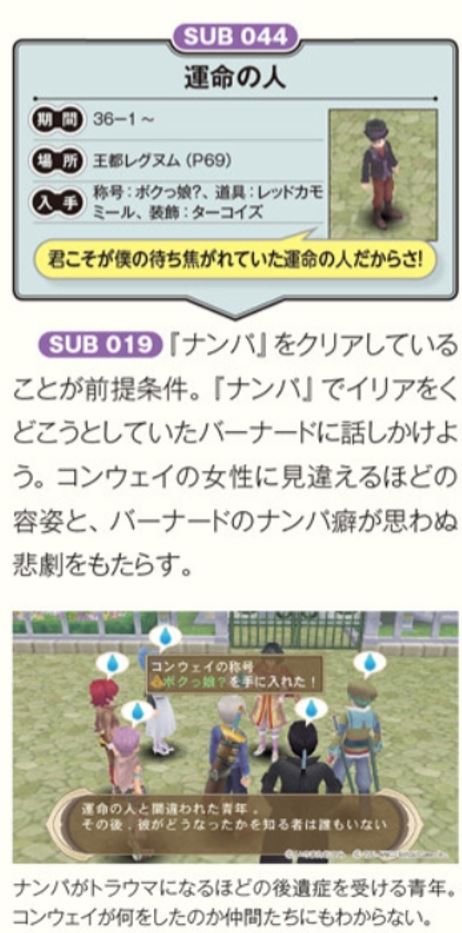 SUB 044
運命の人
期間 36−1～
場所 王都レグヌム（P69）
入手 称号：ボクっ娘？、道具：レッドカモ
ミール、装飾：ターコイズ
君こそが僕の待ち焦がれていた運命の人だからさ！
SUB 019 『ナンパ』をクリアしている
ことが前提条件。『ナンパ』でイリアをく
どこうとしていたバーナードに話しかけよ
う。コンウェイの女性に見違えるほどの
容姿と、バーナードのナンパ癖が思わぬ
悲劇をもたらす。
コンウェイの称号
ボクっ娘？を手に入れた！
運命の人と間違われた青年。
その後、彼がどうなったかを知る者は誰もいない
ナンパがトラウマになるほどの後遺症を受ける青年。
コンウェイが何をしたのか仲間たちにもわからない。